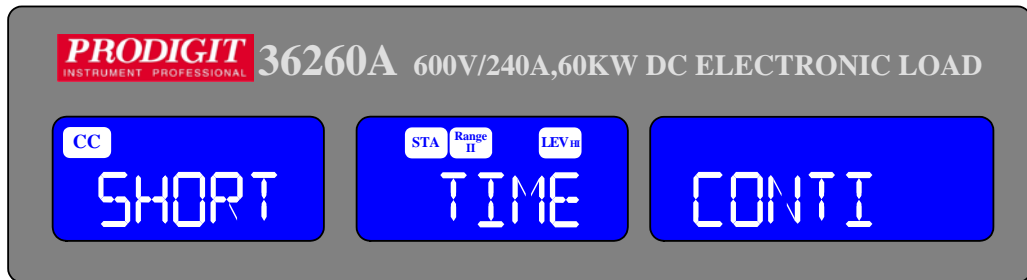 PRODIGIT
INSTRUMENT PROFESSIONAL
36260A 600V/240A,60KW DC ELECTRONIC LOAD
CC
SHORT
STA Range II LEV HI
TIME
CONTI